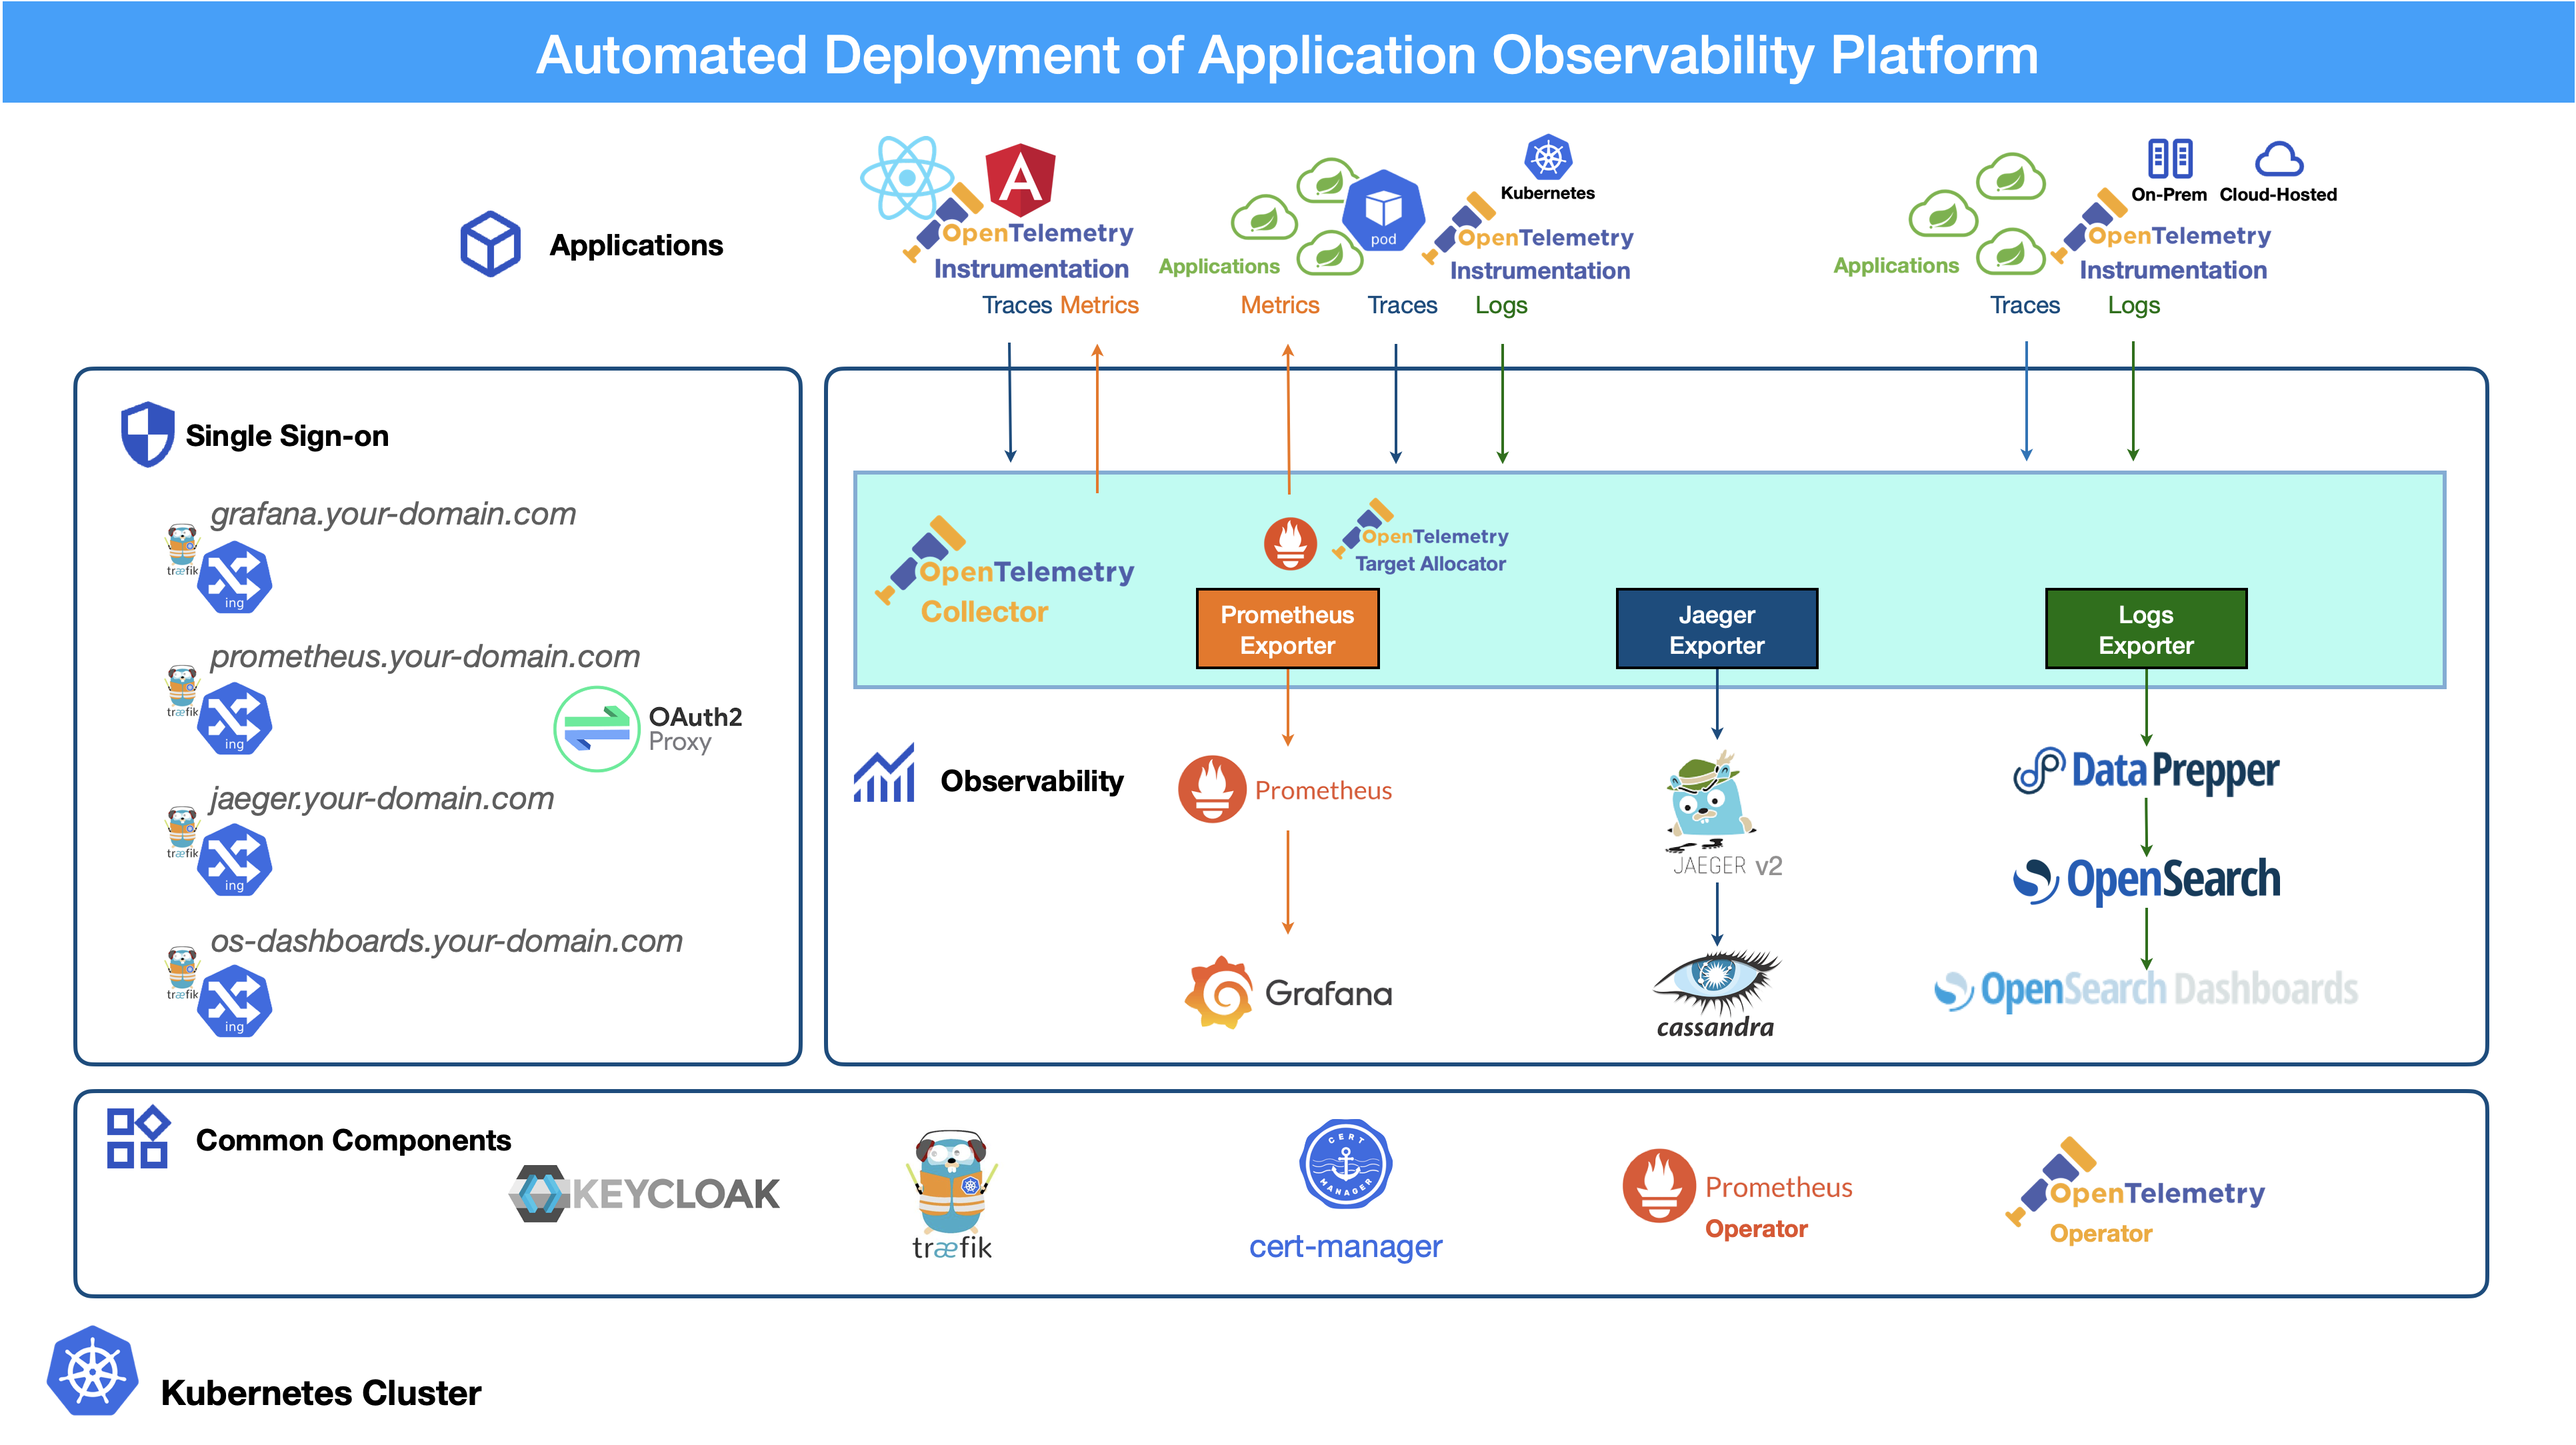 Automated Deployment of Application Observability Platform
Applications
OpenTelemetry
Instrumentation
Traces Metrics
Applications
pod
Kubernetes
OpenTelemetry
Instrumentation
Metrics Traces Logs
Applications
On-Prem Cloud-Hosted
OpenTelemetry
Instrumentation
Traces Logs
Single Sign-on
grafana.your-domain.com
træfik
ing
prometheus.your-domain.com
træfik
ing
OAuth2
Proxy
jaeger.your-domain.com
træfik
ing
os-dashboards.your-domain.com
træfik
ing
OpenTelemetry
Collector
OpenTelemetry
Target Allocator
Prometheus
Exporter
Jaeger
Exporter
Logs
Exporter
Observability
Prometheus
Grafana
JAEGER v2
cassandra
Data Prepper
OpenSearch
OpenSearch Dashboards
Common Components
KEYCLOAK
træfik
CERT
MANAGER
cert-manager
Prometheus
Operator
OpenTelemetry
Operator
Kubernetes Cluster